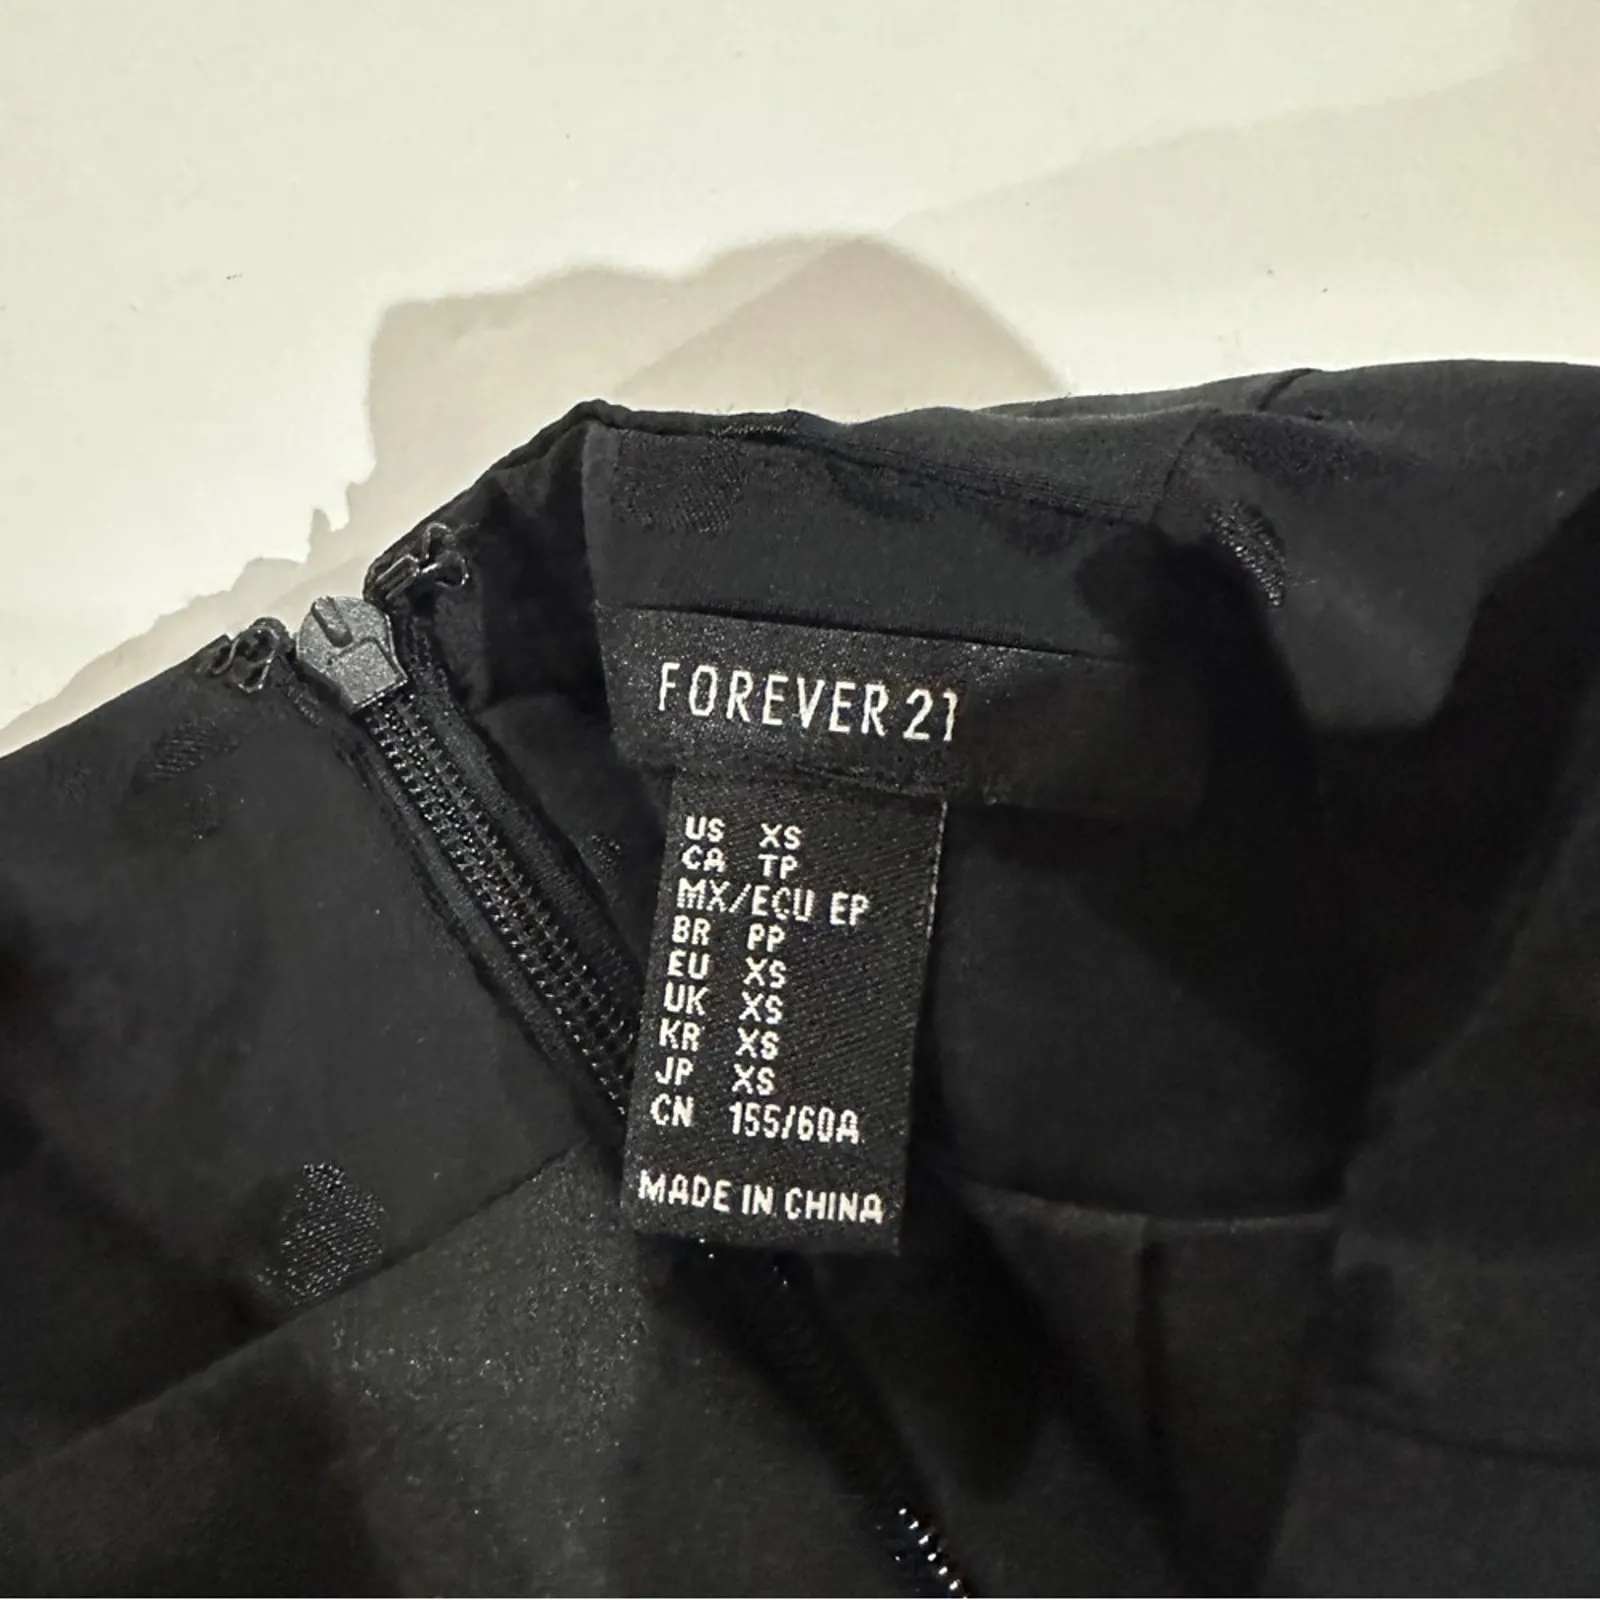 FOREVER 21
US XS
CA TP
MX/ECU EP
BR PP
EU XS
UK XS
KR XS
JP XS
CN 155/60A
MADE IN CHINA